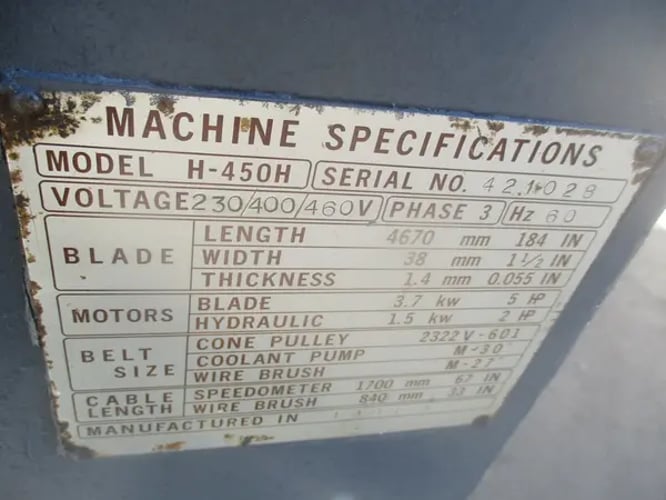 MACHINE SPECIFICATIONS
MODEL H-450H SERIAL NO.
VOLTAGE 230/400/460V PHASE 3 Hz 60
BLADE LENGTH 4670 mm 184 IN
WIDTH 38 mm 1 1/2 IN
THICKNESS 1.4 mm 0.055 IN
MOTORS BLADE 3.7 kw 5 HP
HYDRAULIC 1.5 kw 2 HP
BELT SIZE CONE PULLEY 2322V-601
COOLANT PUMP M-30
WIRE BRUSH M-27
CABLE LENGTH SPEEDOMETER 1700 mm 67 IN
WIRE BRUSH 840 mm 33 IN
MANUFACTURED IN